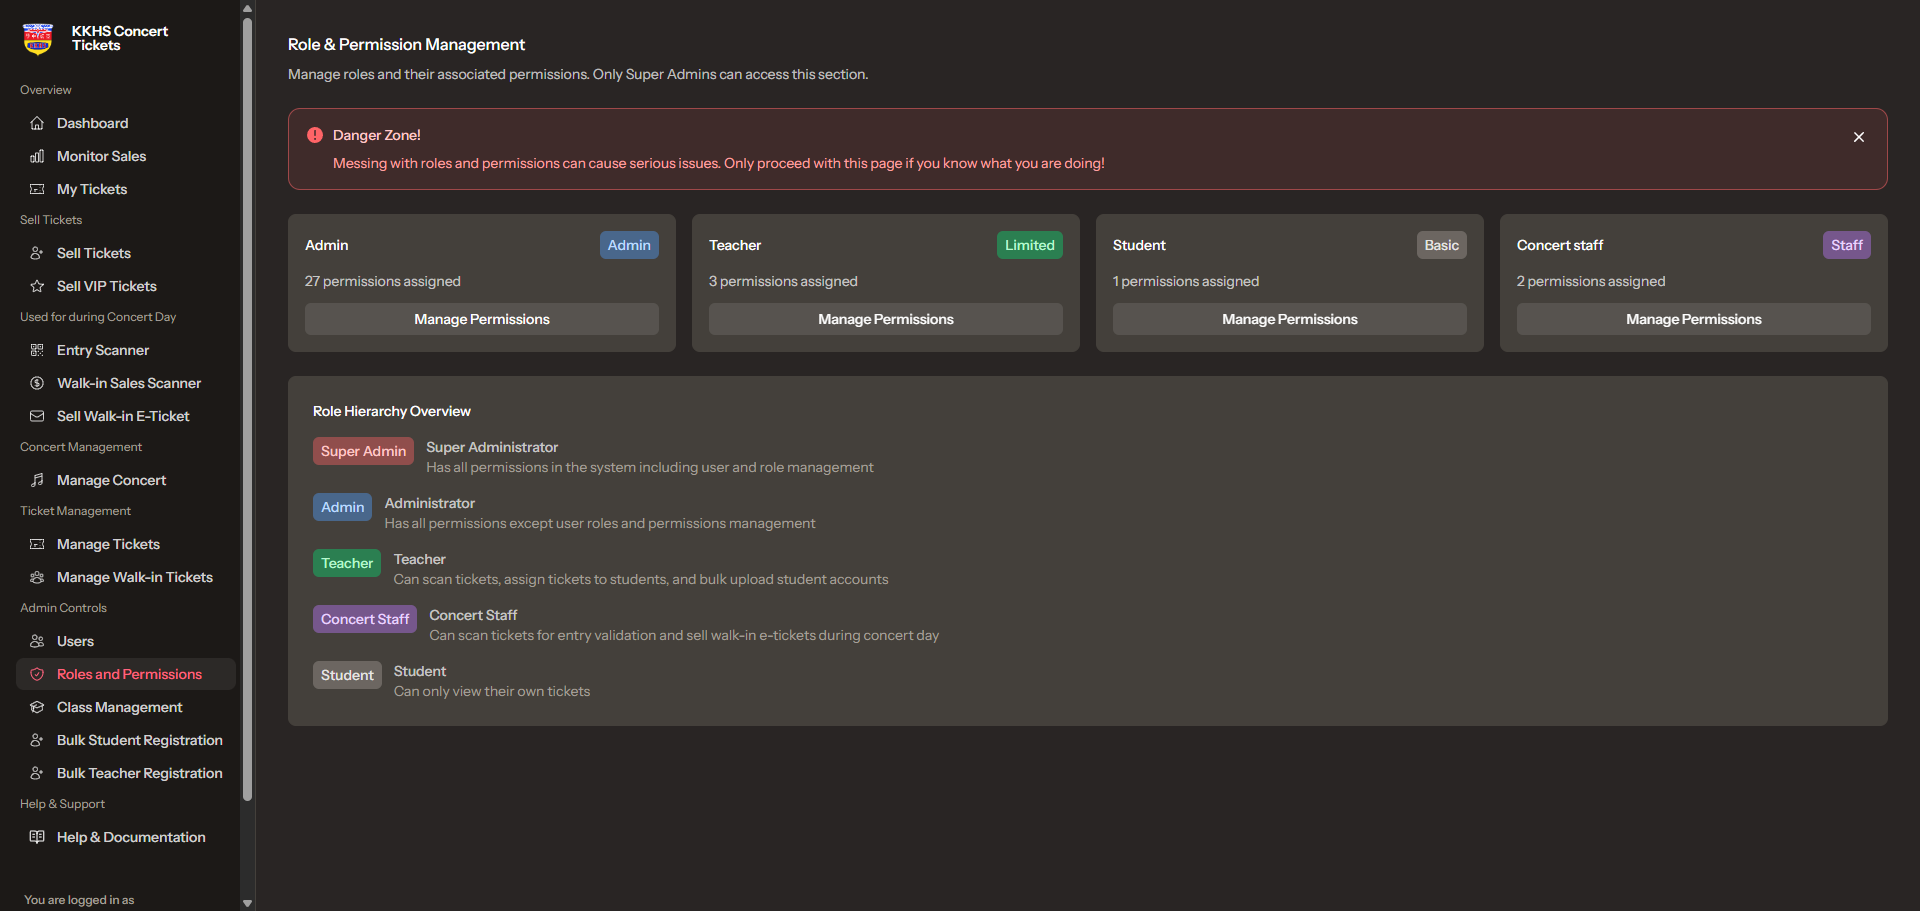 KKHS Concert
Tickets
Overview
Dashboard
Monitor Sales
My Tickets
Sell Tickets
Sell Tickets
Sell VIP Tickets
Used for during Concert Day
Entry Scanner
Walk-in Sales Scanner
Sell Walk-in E-Ticket
Concert Management
Manage Concert
Ticket Management
Manage Tickets
Manage Walk-in Tickets
Admin Controls
Users
Roles and Permissions
Class Management
Bulk Student Registration
Bulk Teacher Registration
Help & Support
Help & Documentation
You are logged in as
Role & Permission Management
Manage roles and their associated permissions. Only Super Admins can access this section.
Danger Zone!
Messing with roles and permissions can cause serious issues. Only proceed with this page if you know what you are doing!
Admin
Admin
27 permissions assigned
Manage Permissions
Teacher
Limited
3 permissions assigned
Manage Permissions
Student
Basic
1 permissions assigned
Manage Permissions
Concert staff
Staff
2 permissions assigned
Manage Permissions
Role Hierarchy Overview
Super Admin
Super Administrator
Has all permissions in the system including user and role management
Admin
Administrator
Has all permissions except user roles and permissions management
Teacher
Teacher
Can scan tickets, assign tickets to students, and bulk upload student accounts
Concert Staff
Concert Staff
Can scan tickets for entry validation and sell walk-in e-tickets during concert day
Student
Student
Can only view their own tickets